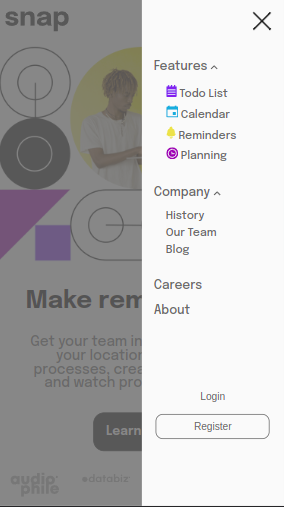 snap
Features
Todo List
Calendar
Reminders
Planning
Company
History
Our Team
Blog
Careers
About
Login
Register
Make rem
Get your team in
your location
processes, crea
and watch pro
Learn
audio
phile
databiz